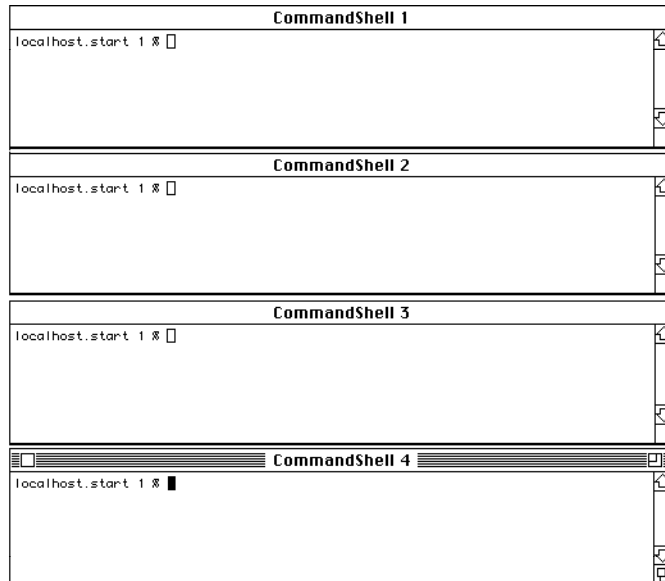 CommandShell 1
localhost.start 1 %
CommandShell 2
localhost.start 1 %
CommandShell 3
localhost.start 1 %
CommandShell 4
localhost.start 1 %